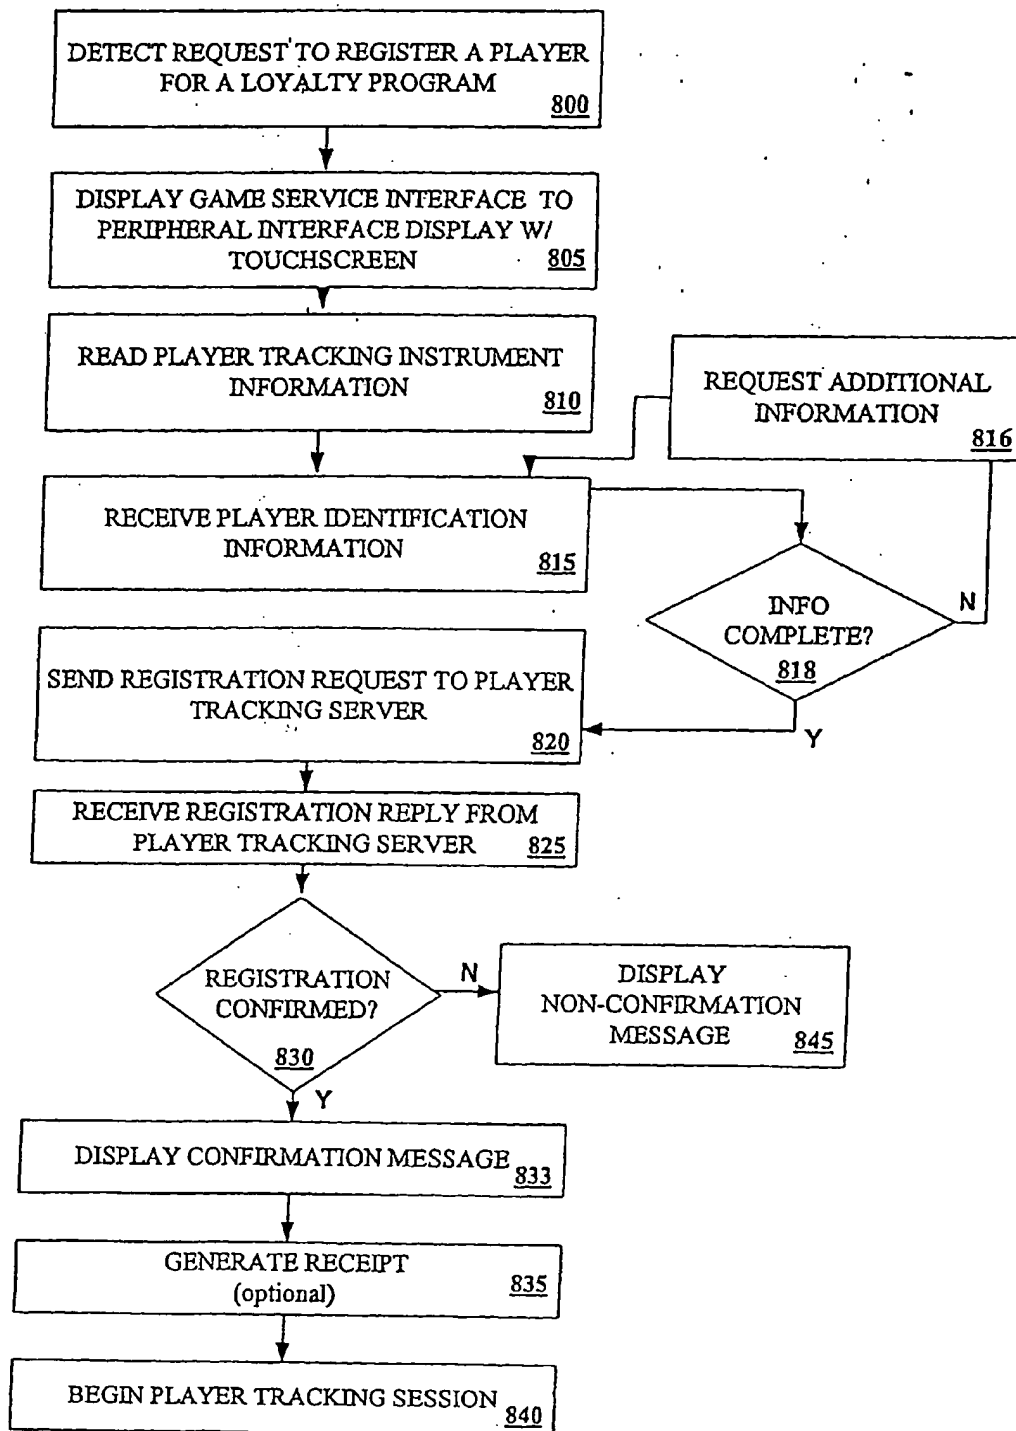 DETECT REQUEST TO REGISTER A PLAYER
FOR A LOYALTY PROGRAM
800
DISPLAY GAME SERVICE INTERFACE TO
PERIPHERAL INTERFACE DISPLAY W/
TOUCHSCREEN
805
READ PLAYER TRACKING INSTRUMENT
INFORMATION
810
REQUEST ADDITIONAL
INFORMATION
816
RECEIVE PLAYER IDENTIFICATION
INFORMATION
815
INFO
COMPLETE?
818
N
Y
SEND REGISTRATION REQUEST TO PLAYER
TRACKING SERVER
820
RECEIVE REGISTRATION REPLY FROM
PLAYER TRACKING SERVER
825
REGISTRATION
CONFIRMED?
830
N
Y
DISPLAY
NON-CONFIRMATION
MESSAGE
845
DISPLAY CONFIRMATION MESSAGE
833
GENERATE RECEIPT
(optional)
835
BEGIN PLAYER TRACKING SESSION
840